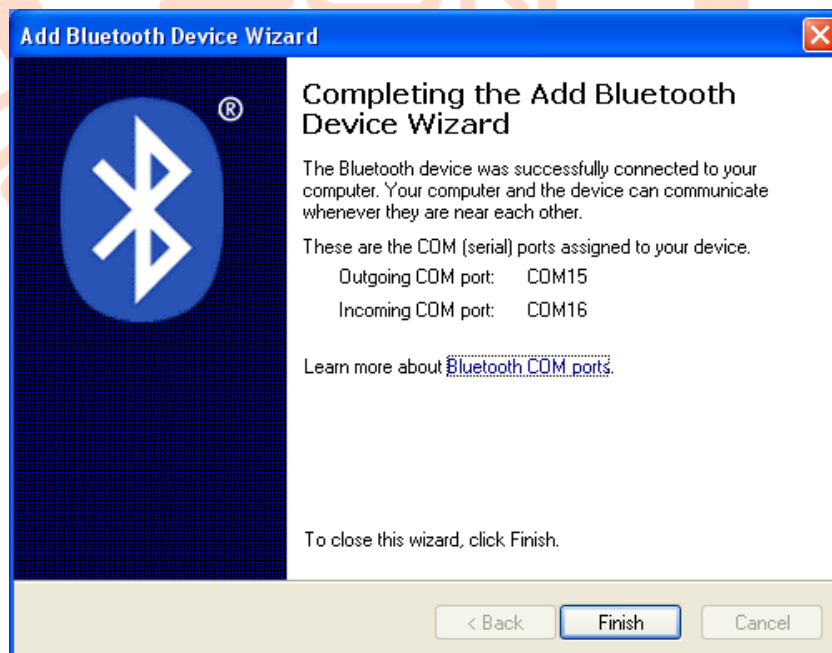 Add Bluetooth Device Wizard
®
Completing the Add Bluetooth
Device Wizard
The Bluetooth device was successfully connected to your
computer. Your computer and the device can communicate
whenever they are near each other.
These are the COM (serial) ports assigned to your device.
Outgoing COM port: COM15
Incoming COM port: COM16
Learn more about Bluetooth COM ports.
To close this wizard, click Finish.
< Back Finish Cancel